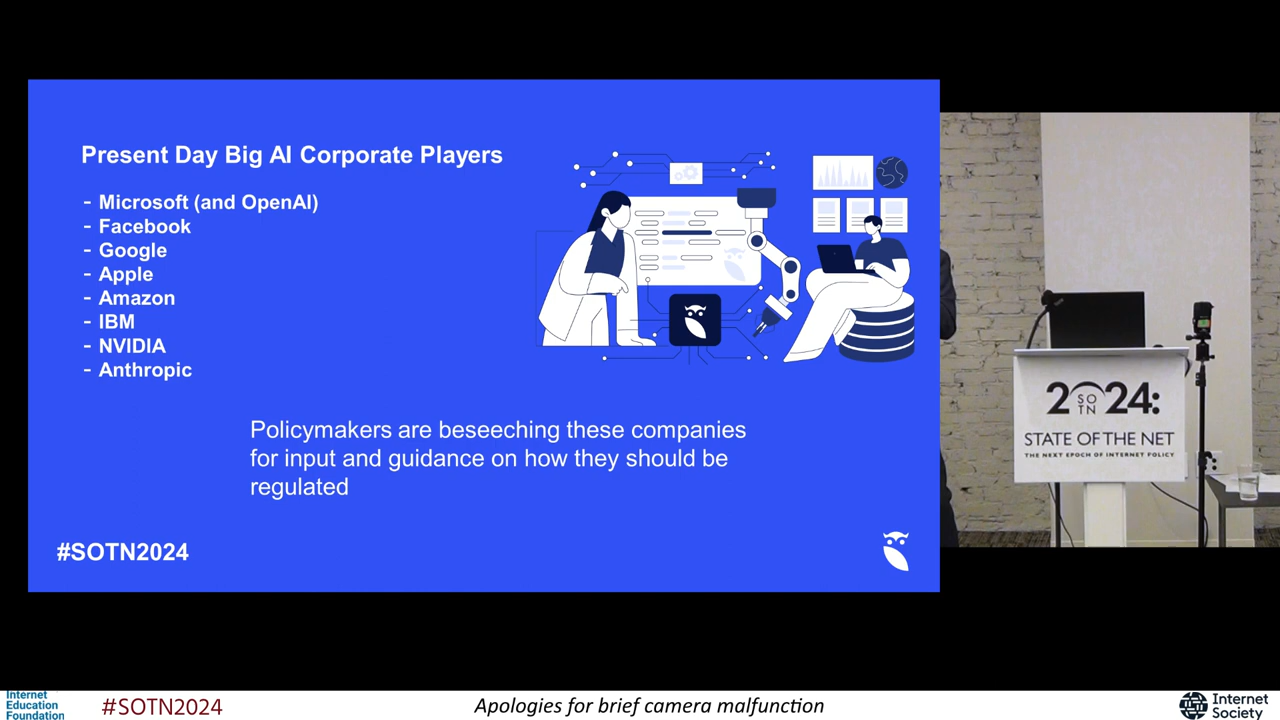 Present Day Big AI Corporate Players
- Microsoft (and OpenAI)
- Facebook
- Google
- Apple
- Amazon
- IBM
- NVIDIA
- Anthropic
Policymakers are beseeching these companies
for input and guidance on how they should be
regulated
#SOTN2024
2 SO TN 24:
STATE OF THE NET
THE NEXT EPOCH OF INTERNET POLICY
Internet
Education
Foundation
#SOTN2024
Apologies for brief camera malfunction
Internet
Society